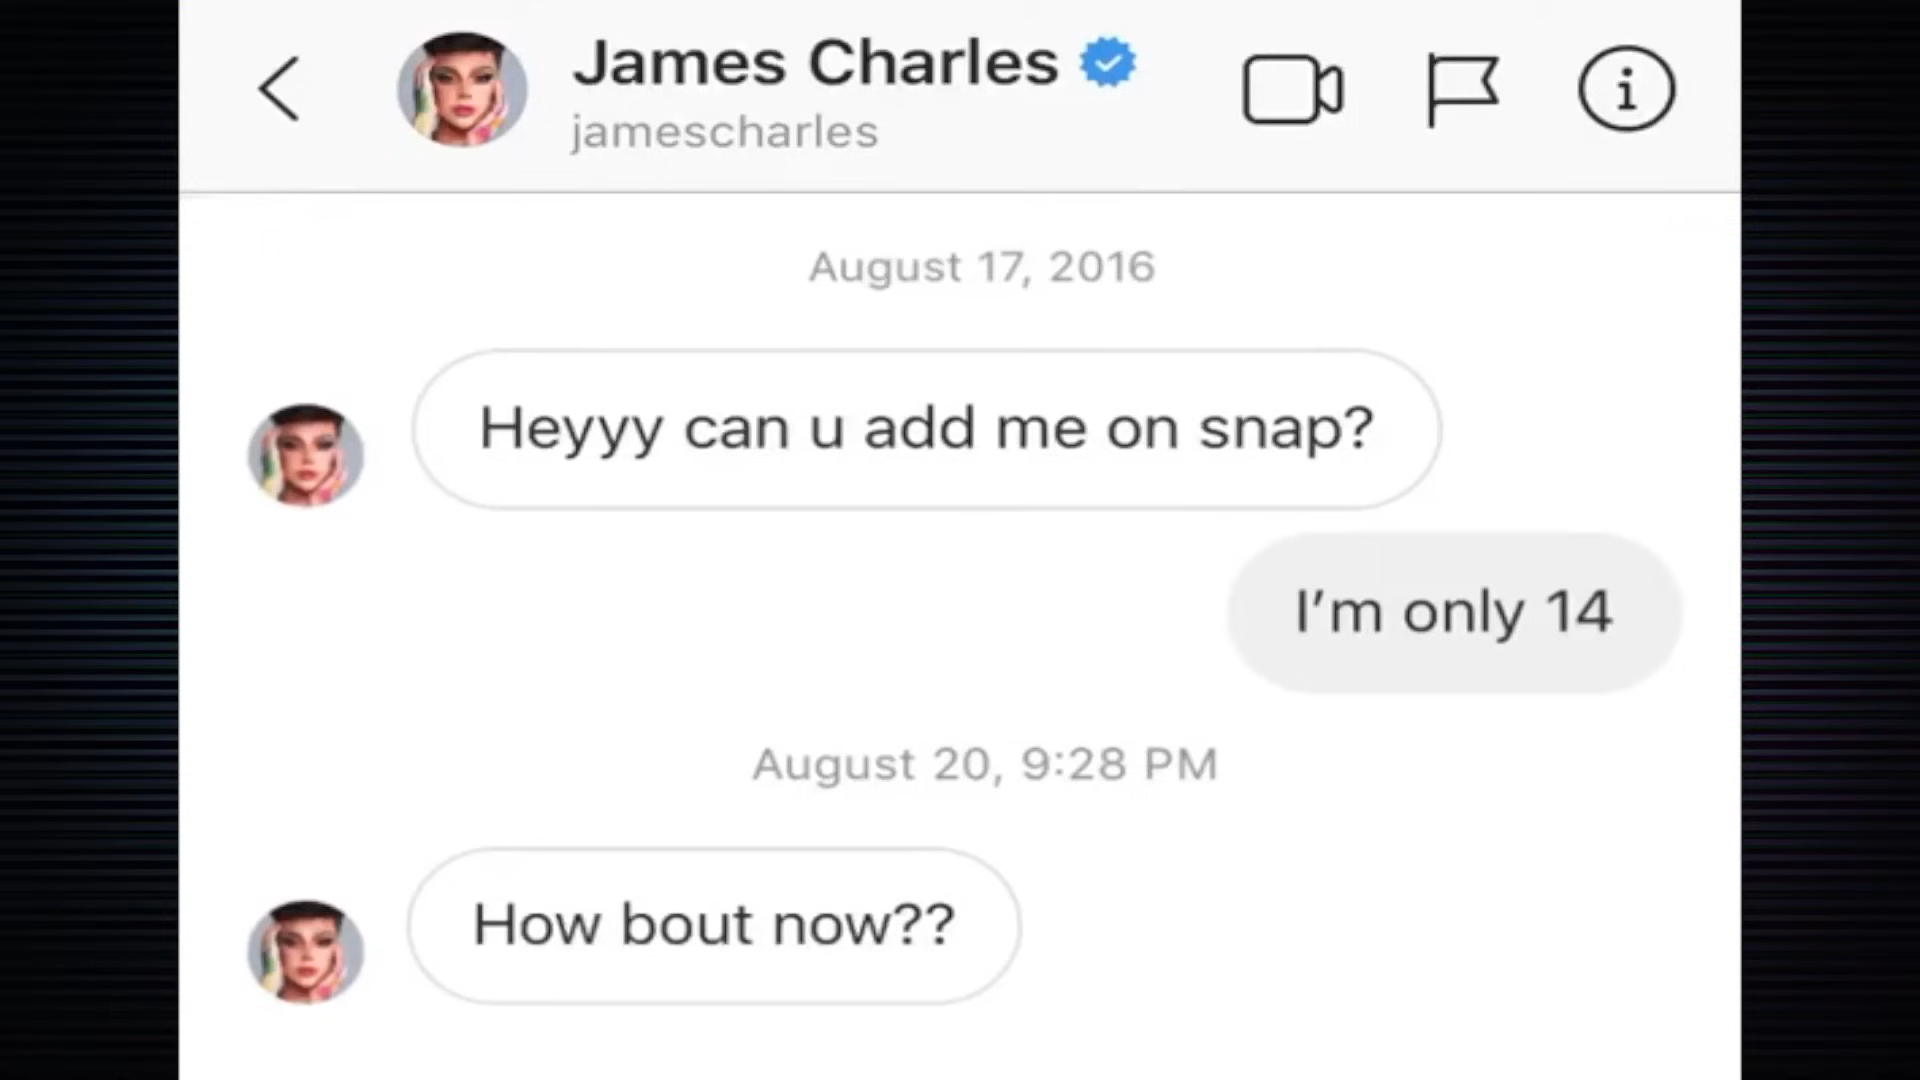 James Charles
jamescharles
August 17, 2016
Heyyy can u add me on snap?
I'm only 14
August 20, 9:28 PM
How bout now??